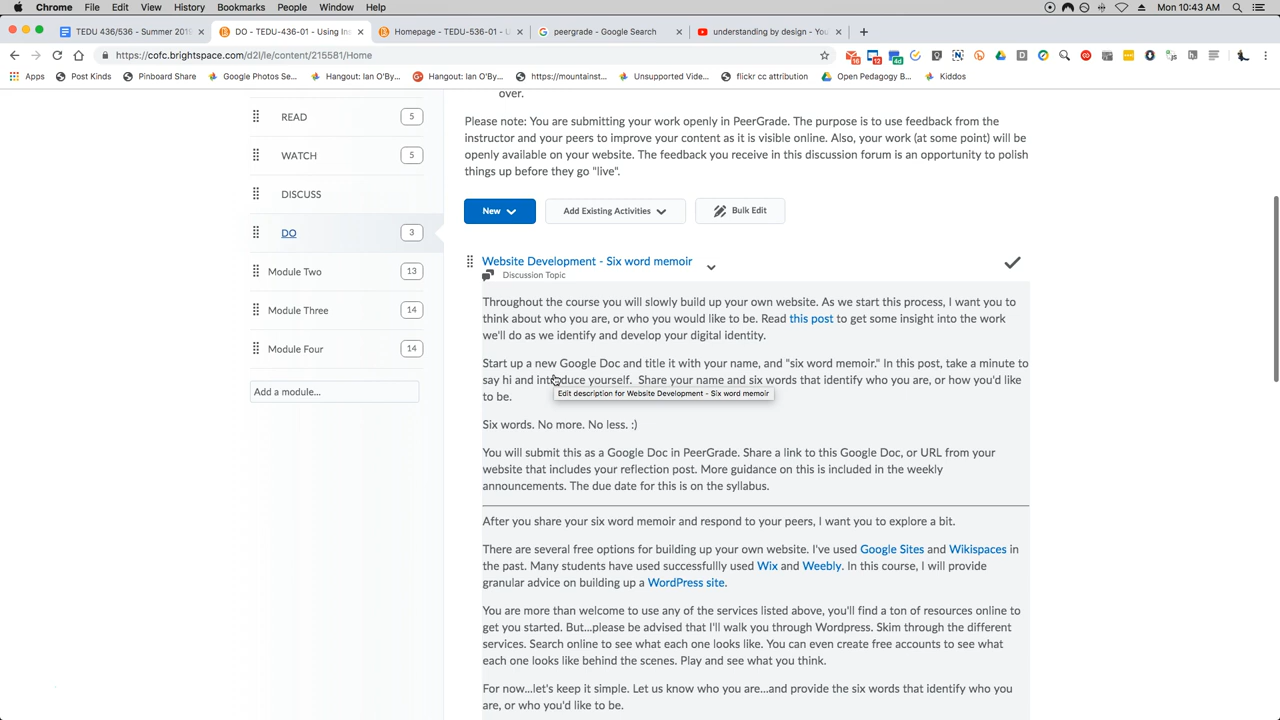 Chrome File Edit View History Bookmarks People Window Help Mon 10:43 AM
TEDU 436/536 - Summer 2019 DO - TEDU-436-01 - Using Ins Homepage - TEDU-536-01 - U peergrade - Google Search understanding by design - You
https://cofc.brightspace.com/d2l/le/content/215581/Home
Apps Post Kinds Pinboard Share Google Photos Se... Hangout: Ian O'By... Hangout: Ian O'By... https://mountainst... Unsupported Vide... flickr cc attribution Open Pedagogy B... Kiddos
over.
READ 5
WATCH 5
DISCUSS
DO 3
Module Two 13
Module Three 14
Module Four 14
Add a module...
Please note: You are submitting your work openly in PeerGrade. The purpose is to use feedback from the
instructor and your peers to improve your content as it is visible online. Also, your work (at some point) will be
openly available on your website. The feedback you receive in this discussion forum is an opportunity to polish
things up before they go "live".
New Add Existing Activities Bulk Edit
Website Development - Six word memoir
Discussion Topic
Throughout the course you will slowly build up your own website. As we start this process, I want you to
think about who you are, or who you would like to be. Read this post to get some insight into the work
we'll do as we identify and develop your digital identity.
Start up a new Google Doc and title it with your name, and "six word memoir." In this post, take a minute to
say hi and introduce yourself. Share your name and six words that identify who you are, or how you'd like
to be.
Edit description for Website Development - Six word memoir
Six words. No more. No less. :)
You will submit this as a Google Doc in PeerGrade. Share a link to this Google Doc, or URL from your
website that includes your reflection post. More guidance on this is included in the weekly
announcements. The due date for this is on the syllabus.
After you share your six word memoir and respond to your peers, I want you to explore a bit.
There are several free options for building up your own website. I've used Google Sites and Wikispaces in
the past. Many students have used successfullly used Wix and Weebly. In this course, I will provide
granular advice on building up a WordPress site.
You are more than welcome to use any of the services listed above, you'll find a ton of resources online to
get you started. But...please be advised that I'll walk you through Wordpress. Skim through the different
services. Search online to see what each one looks like. You can even create free accounts to see what
each one looks like behind the scenes. Play and see what you think.
For now...let's keep it simple. Let us know who you are...and provide the six words that identify who you
are, or who you'd like to be.